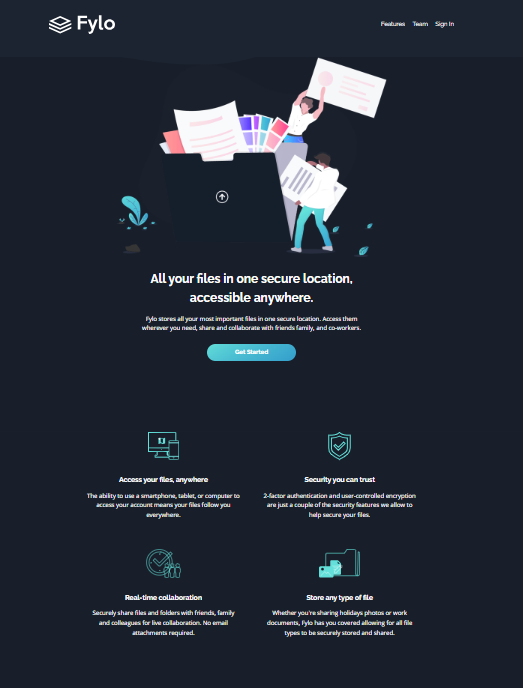 Fylo
Features Team Sign In
All your files in one secure location,
accessible anywhere.
Fylo stores all your most important files in one secure location. Access them
wherever you need, share and collaborate with friends family, and co-workers.
Get Started
Access your files, anywhere
The ability to use a smartphone, tablet, or computer to
access your account means your files follow you
everywhere.
Security you can trust
2-factor authentication and user-controlled encryption
are just a couple of the security features we allow to
help secure your files.
Real-time collaboration
Securely share files and folders with friends, family
and colleagues for live collaboration. No email
attachments required.
Store any type of file
Whether you're sharing holidays photos or work
documents, Fylo has you covered allowing for all file
types to be securely stored and shared.